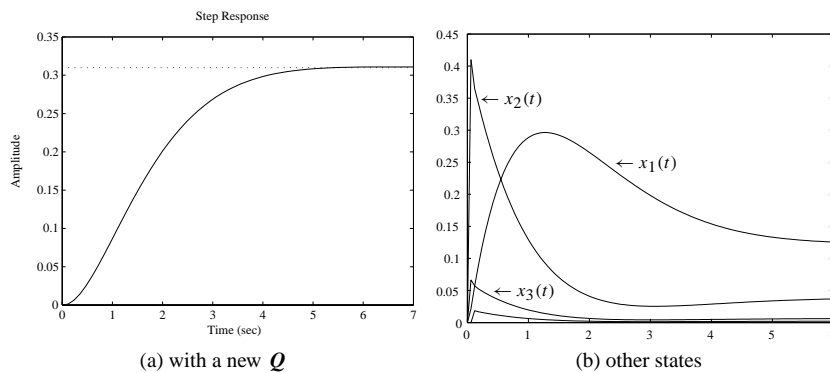 Step Response
0.35
0.3
0.25
0.2
0.15
0.1
0.05
0
Amplitude
0 1 2 3 4 5 6 7
Time (sec)
(a) with a new Q
0.45
0.4
0.35
0.3
0.25
0.2
0.15
0.1
0.05
0
← x₂(t)
← x₁(t)
← x₃(t)
0 1 2 3 4 5
(b) other states